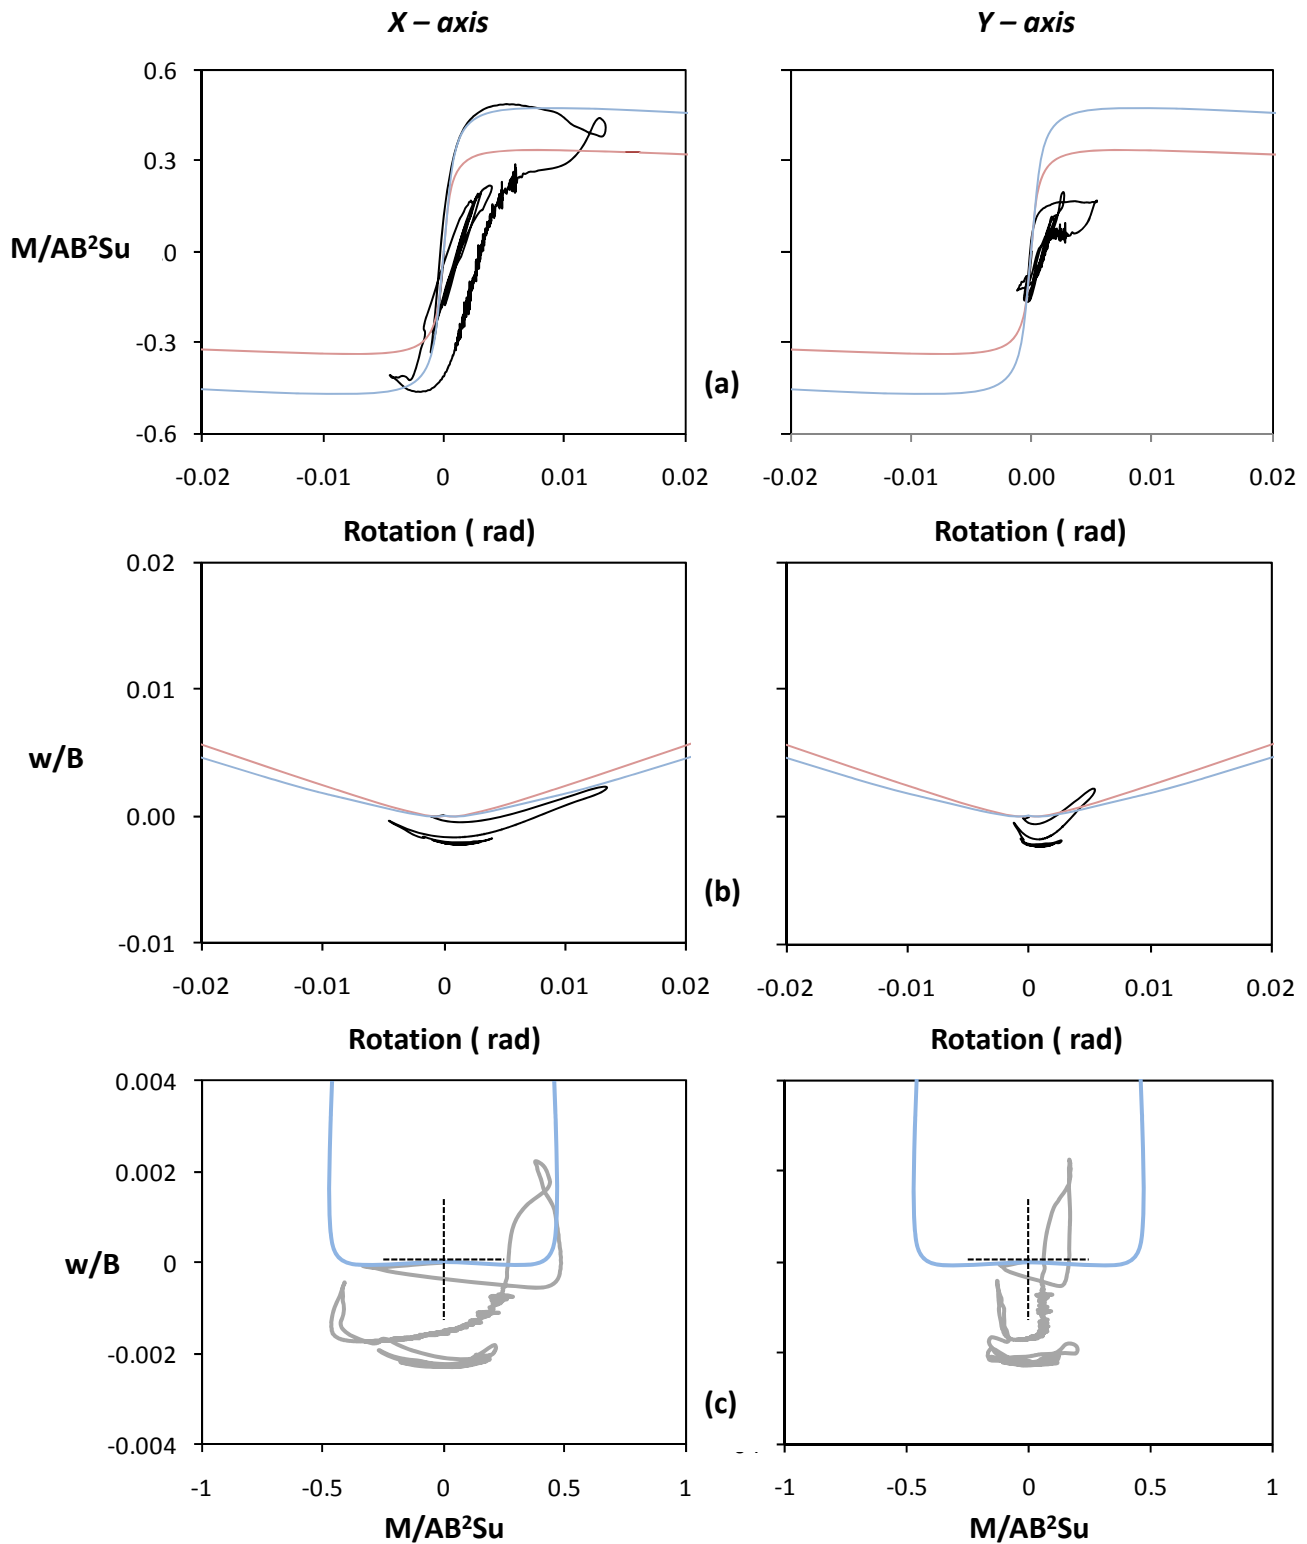 X – axis Y – axis
0.6
0.3
M/AB²Su 0
-0.3
(a)
-0.6
-0.02 -0.01 0 0.01 0.02 -0.02 -0.01 0.00 0.01 0.02
Rotation ( rad) Rotation ( rad)
0.02
0.01
w/B
0.00
(b)
-0.01
-0.02 -0.01 0 0.01 0.02 -0.02 -0.01 0 0.01 0.02
Rotation ( rad) Rotation ( rad)
0.004
0.002
w/B 0
-0.002
(c)
-0.004
-1 -0.5 0 0.5 1 -1 -0.5 0 0.5 1
M/AB²Su M/AB²Su